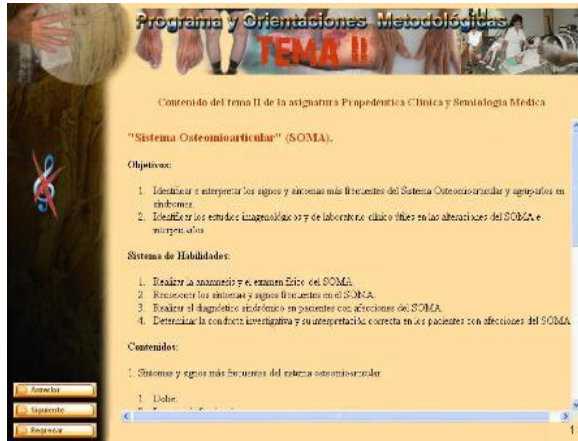 Programa y Orientaciones Metodológicas
TEMA II
Contenido del tema II de la asignatura Propedéutica Clínica y Semiología Médica
"Sistema Osteomioarticular" (SOMA).
Objetivos:
1. Identificar e interpretar los signos y síntomas más frecuentes del Sistema Osteomioarticular y agruparlos en
síndromes.
2. Identificar los estudios imagenológicos y de laboratorio clínico útiles en las alteraciones del SOMA e
interpretarlos.
Sistema de Habilidades:
1. Realizar la anamnesis y el examen físico del SOMA.
2. Reconocer los síntomas y signos frecuentes en el SOMA.
3. Realizar el diagnóstico sindrómico en pacientes con afecciones del SOMA.
4. Determinar la conducta investigativa y su interpretación correcta en los pacientes con afecciones del SOMA
Contenidos:
1. Síntomas y signos más frecuentes del sistema osteomioarticular
1. Dolor.
Anterior
Siguiente
Regresar
1